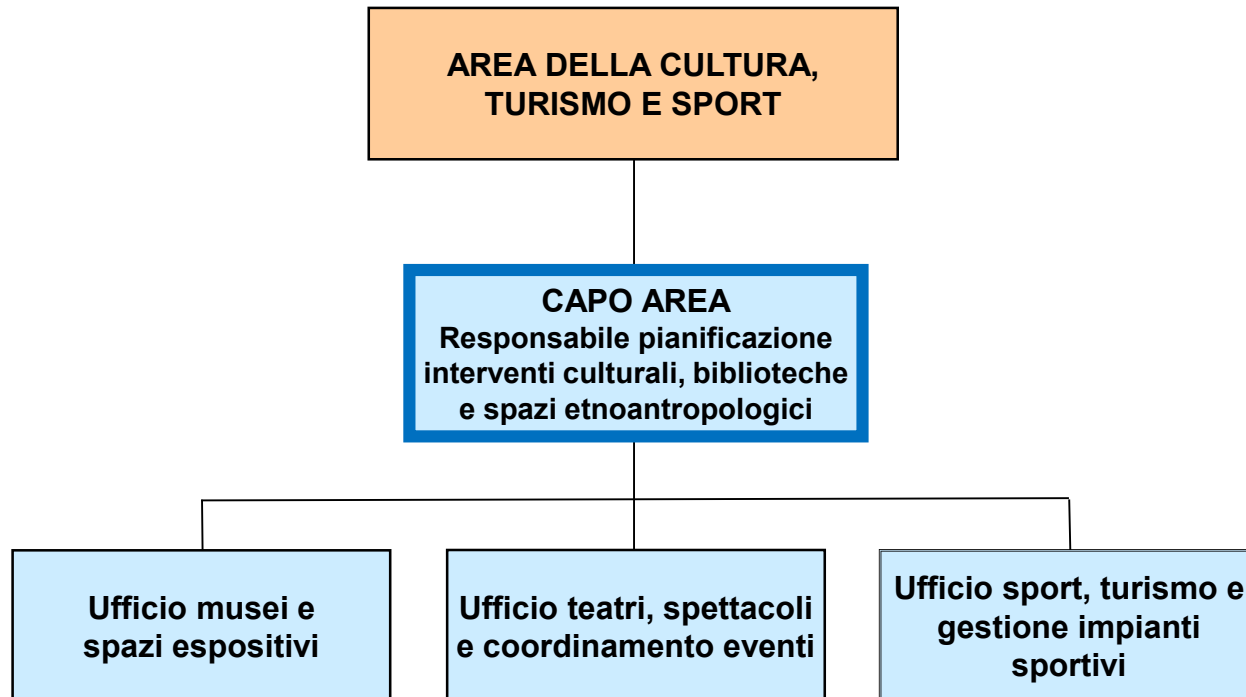 AREA DELLA CULTURA,
TURISMO E SPORT
CAPO AREA
Responsabile pianificazione
interventi culturali, biblioteche
e spazi etnoantropologici
Ufficio musei e
spazi espositivi
Ufficio teatri, spettacoli
e coordinamento eventi
Ufficio sport, turismo e
gestione impianti
sportivi